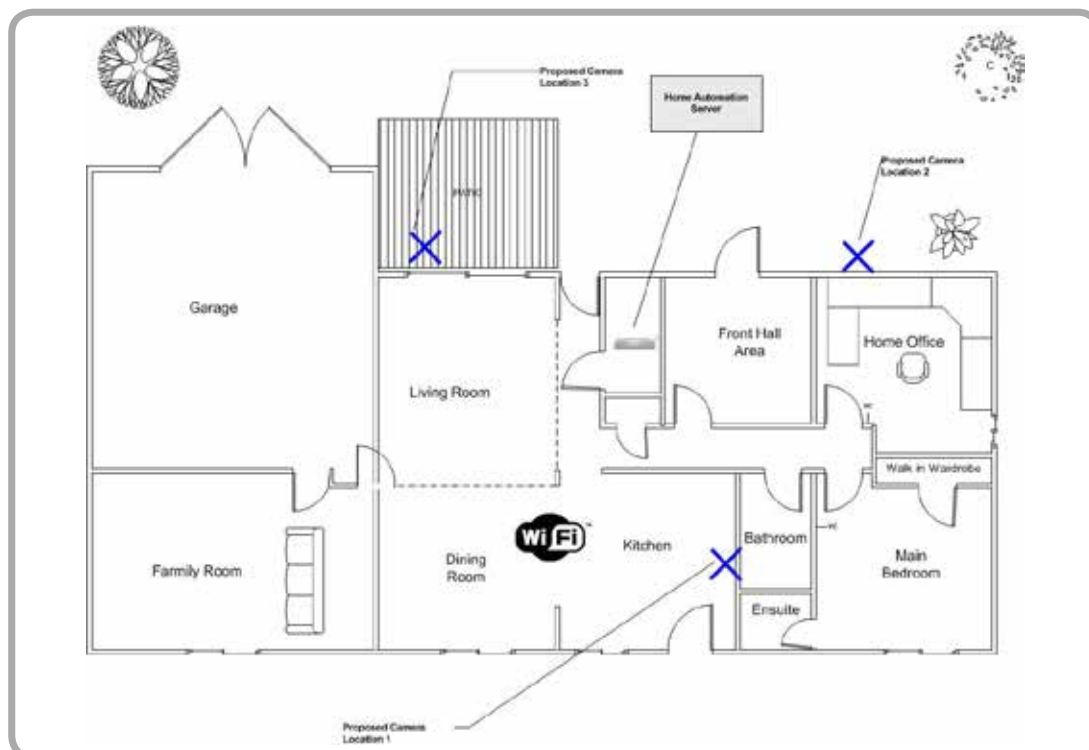 Proposed Camera
Location 3
C
Home Automation
Server
Proposed Camera
Location 2
PATIO
Garage
Front Hall
Area
Home Office
Living Room
Walk in Wardrobe
WiFi
Kitchen
Bathroom
Dining
Room
Main
Bedroom
Farmily Room
Ensuite
Proposed Camera
Location 1